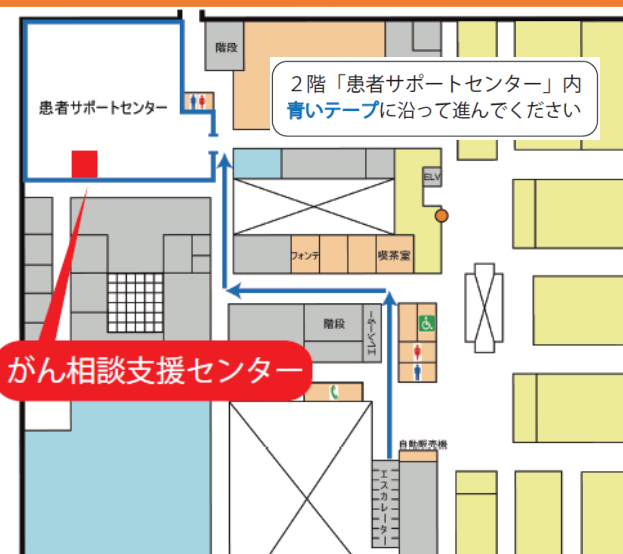 階段
２階「患者サポートセンター」内
青いテープに沿って進んでください
患者サポートセンター
ELV
フォンテ
喫茶室
階段
エレベーター
がん相談支援センター
自動販売機
エスカレーター